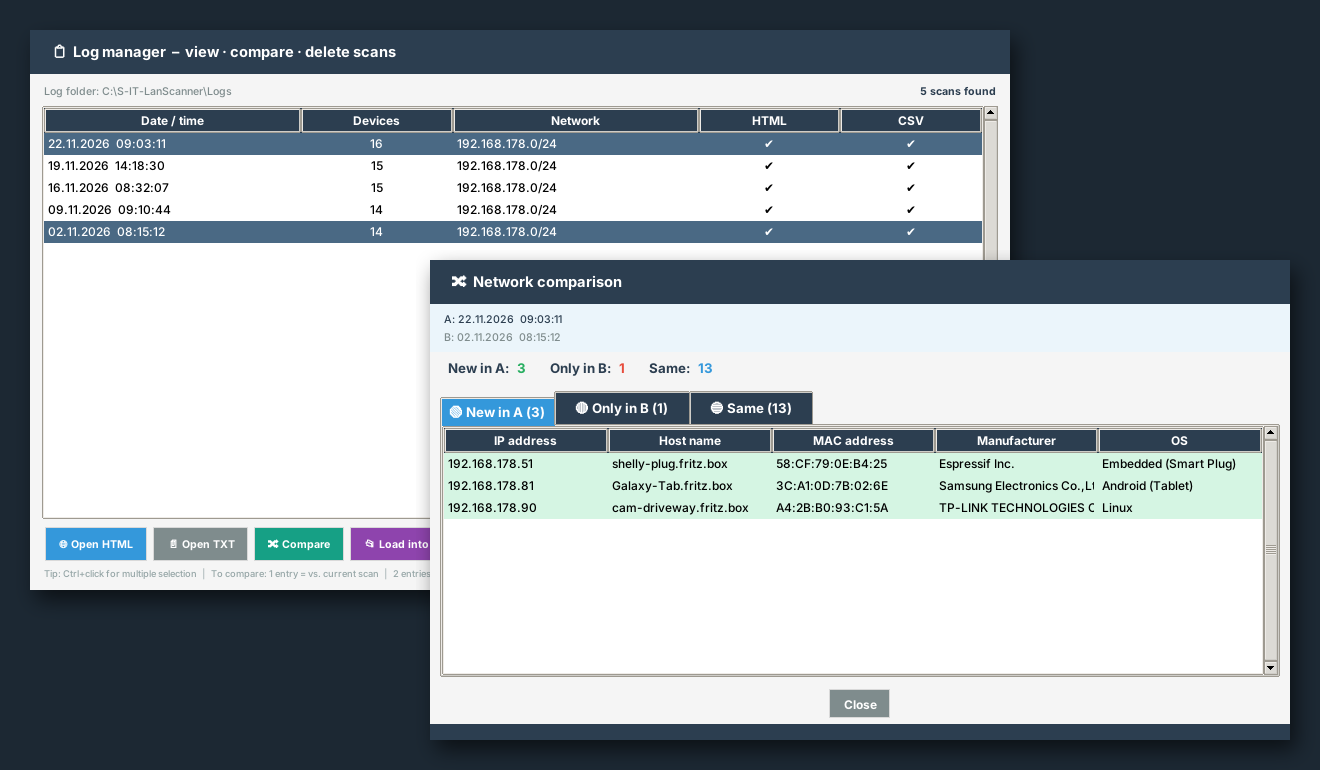 Log manager – view · compare · delete scans
Log folder: C:\S-IT-LanScanner\Logs 5 scans found
Date / time Devices Network HTML CSV
22.11.2026 09:03:11 16 192.168.178.0/24 ✔ ✔
19.11.2026 14:18:30 15 192.168.178.0/24 ✔ ✔
16.11.2026 08:32:07 15 192.168.178.0/24 ✔ ✔
09.11.2026 09:10:44 14 192.168.178.0/24 ✔ ✔
02.11.2026 08:15:12 14 192.168.178.0/24 ✔ ✔
Open HTML Open TXT Compare Load into
Tip: Ctrl+click for multiple selection | To compare: 1 entry = vs. current scan | 2 entries
Network comparison
A: 22.11.2026 09:03:11
B: 02.11.2026 08:15:12
New in A: 3 Only in B: 1 Same: 13
New in A (3) Only in B (1) Same (13)
IP address Host name MAC address Manufacturer OS
192.168.178.51 shelly-plug.fritz.box 58:CF:79:0E:B4:25 Espressif Inc. Embedded (Smart Plug)
192.168.178.81 Galaxy-Tab.fritz.box 3C:A1:0D:7B:02:6E Samsung Electronics Co.,Lt Android (Tablet)
192.168.178.90 cam-driveway.fritz.box A4:2B:B0:93:C1:5A TP-LINK TECHNOLOGIES C Linux
Close